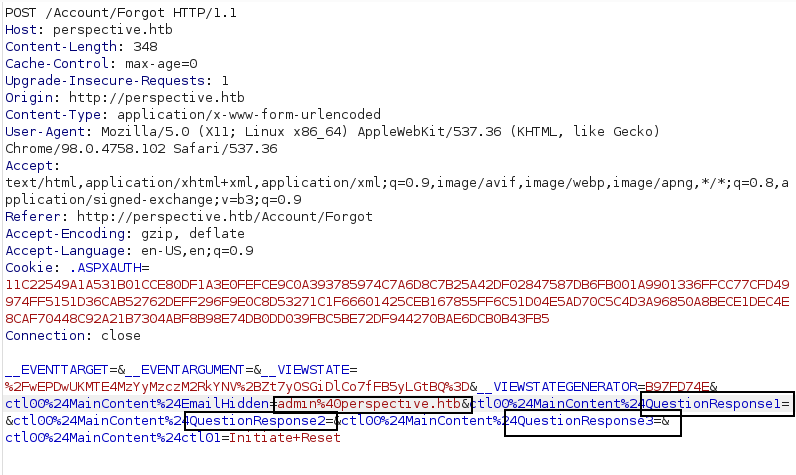 POST /Account/Forgot HTTP/1.1
Host: perspective.htb
Content-Length: 348
Cache-Control: max-age=0
Upgrade-Insecure-Requests: 1
Origin: http://perspective.htb
Content-Type: application/x-www-form-urlencoded
User-Agent: Mozilla/5.0 (X11; Linux x86_64) AppleWebKit/537.36 (KHTML, like Gecko)
Chrome/98.0.4758.102 Safari/537.36
Accept:
text/html,application/xhtml+xml,application/xml;q=0.9,image/avif,image/webp,image/apng,*/*;q=0.8,a
pplication/signed-exchange;v=b3;q=0.9
Referer: http://perspective.htb/Account/Forgot
Accept-Encoding: gzip, deflate
Accept-Language: en-US,en;q=0.9
Cookie: .ASPXAUTH=
11C22549A1A531B01CCE80DF1A3E0FEFCE9C0A393785974C7A6D8C7B25A42DF02847587DB6FB001A9901336FFCC77CFD49
974FF5151D36CAB52762DEFF296F9E0C8D53271C1F66601425CEB167855FF6C51D04E5AD70C5C4D3A96850A8BECE1DEC4E
8CAF70448C92A21B7304ABF8B98E74DB0DD039FBC5BE72DF944270BAE6DCB0B43FB5
Connection: close
__EVENTTARGET=&__EVENTARGUMENT=&__VIEWSTATE=
%2FwEPDwUKMTE4MzYyMzczM2RkYNV%2BZt7yOSGiDlCo7fFB5yLGtBQ%3D&__VIEWSTATEGENERATOR=B97FD74E&
ctl00%24MainContent%24EmailHidden=admin%40perspective.htb&ctl00%24MainContent%24QuestionResponse1=
&ctl00%24MainContent%24QuestionResponse2=&ctl00%24MainContent%24QuestionResponse3=&
ctl00%24MainContent%24ctl01=Initiate+Reset